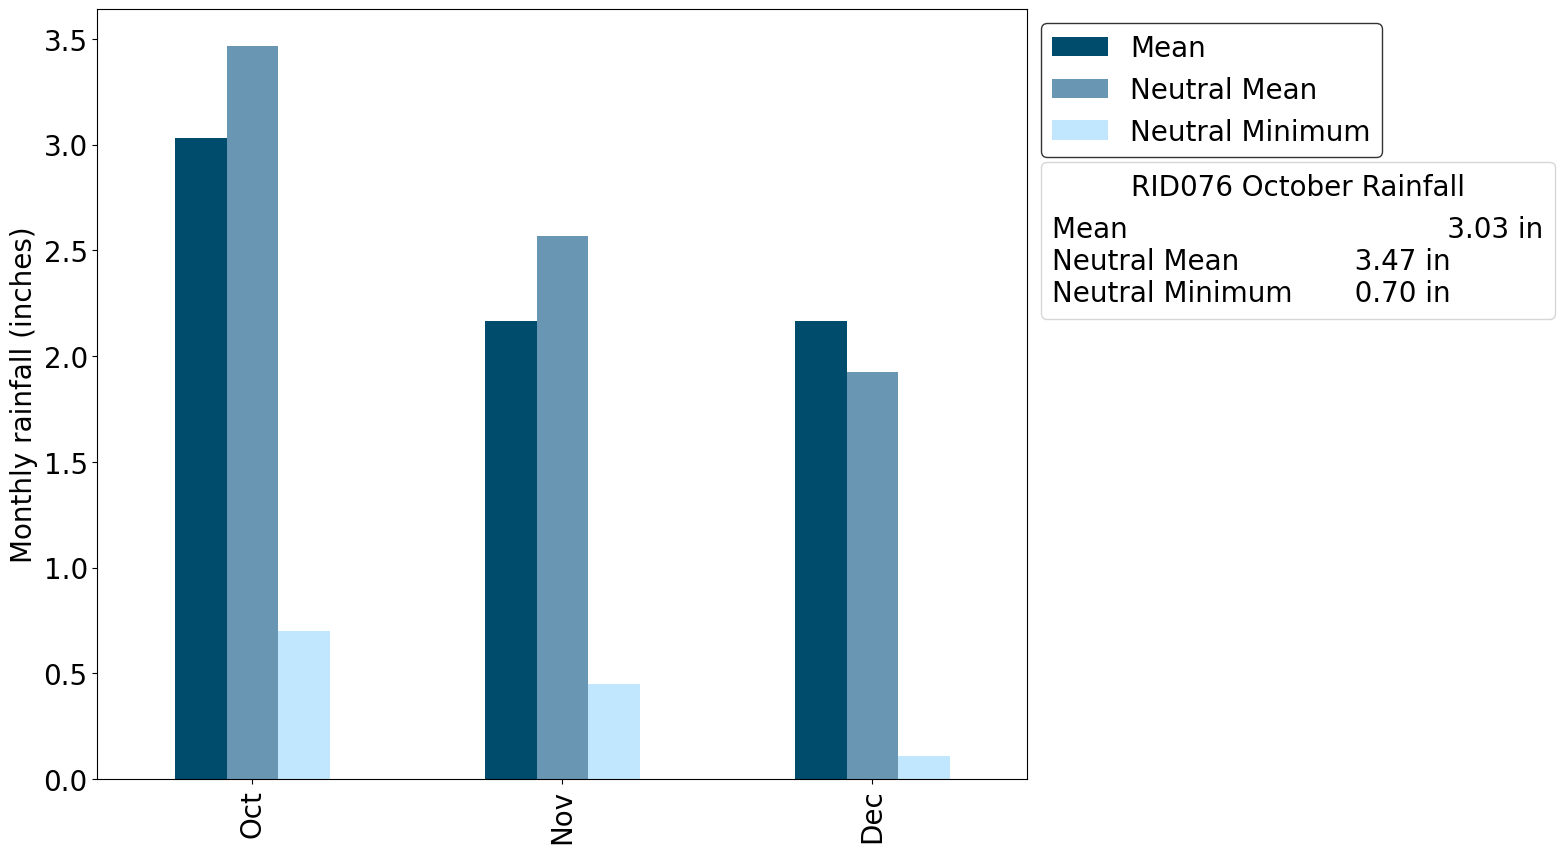 Monthly rainfall (inches)
3.5
3.0
2.5
2.0
1.5
1.0
0.5
0.0
Oct
Nov
Dec
Mean
Neutral Mean
Neutral Minimum
RID076 October Rainfall
Mean 3.03 in
Neutral Mean 3.47 in
Neutral Minimum 0.70 in